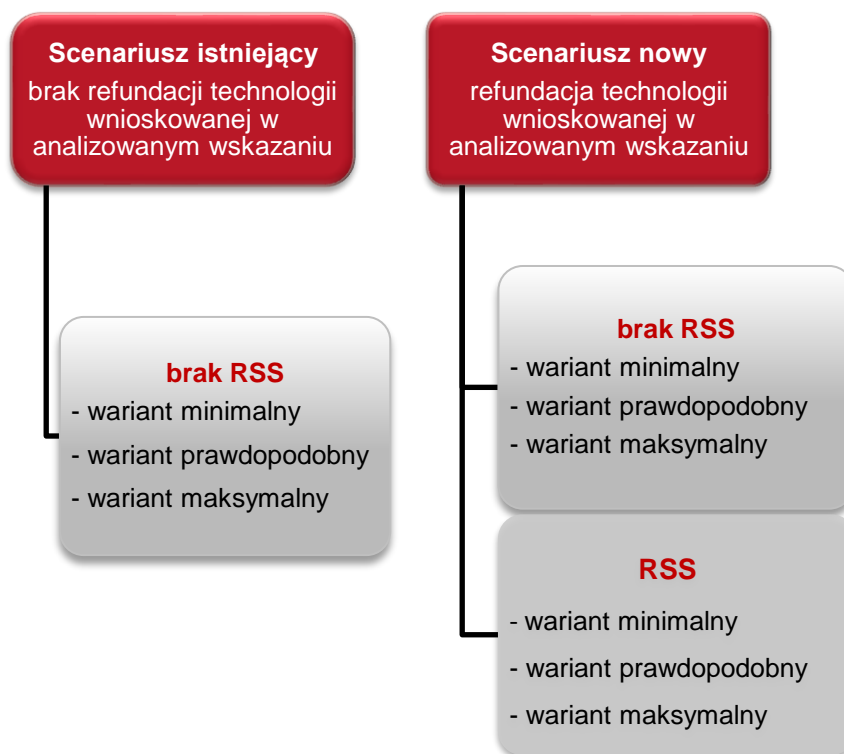 Scenariusz istniejący
brak refundacji technologii
wnioskowanej w
analizowanym wskazaniu
brak RSS
- wariant minimalny
- wariant prawdopodobny
- wariant maksymalny
Scenariusz nowy
refundacja technologii
wnioskowanej w
analizowanym wskazaniu
brak RSS
- wariant minimalny
- wariant prawdopodobny
- wariant maksymalny
RSS
- wariant minimalny
- wariant prawdopodobny
- wariant maksymalny